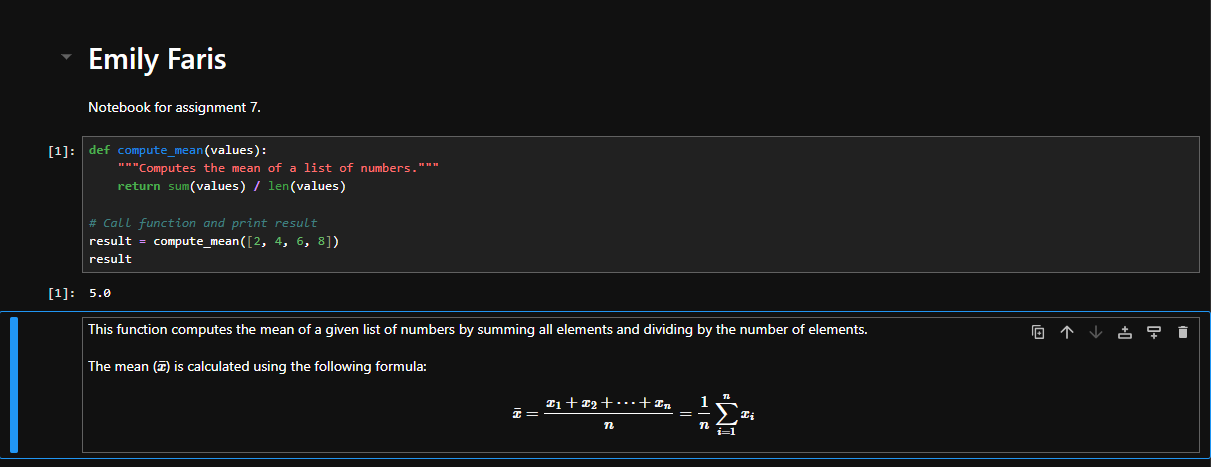 Emily Faris
Notebook for assignment 7.
[1]: def compute_mean(values):
    """Computes the mean of a list of numbers."""
    return sum(values) / len(values)

# Call function and print result
result = compute_mean([2, 4, 6, 8])
result
[1]: 5.0
This function computes the mean of a given list of numbers by summing all elements and dividing by the number of elements.
The mean (x̄) is calculated using the following formula:
x̄ = \frac{x_1 + x_2 + ⋯ + x_n}{n} = \frac{1}{n} \sum_{i=1}^{n} x_i